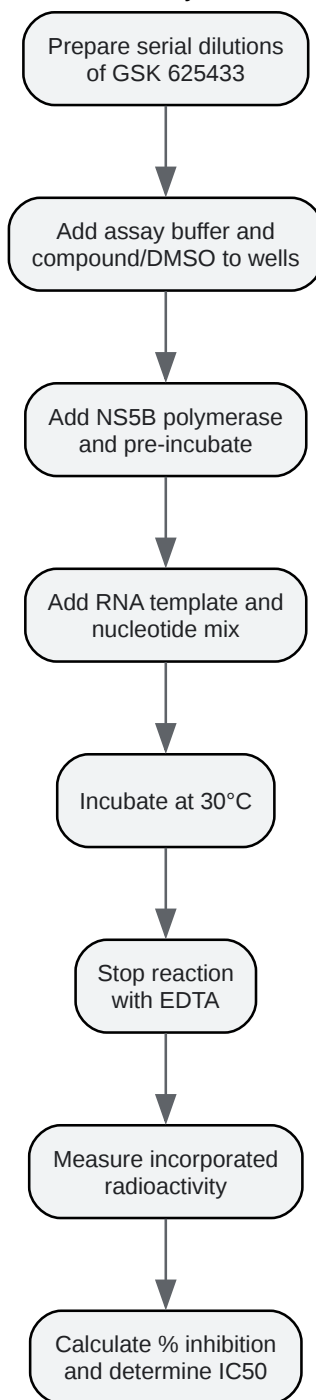 Prepare serial dilutions
of GSK 625433
Add assay buffer and
compound/DMSO to wells
Add NS5B polymerase
and pre-incubate
Add RNA template and
nucleotide mix
Incubate at 30°C
Stop reaction
with EDTA
Measure incorporated
radioactivity
Calculate % inhibition
and determine IC50